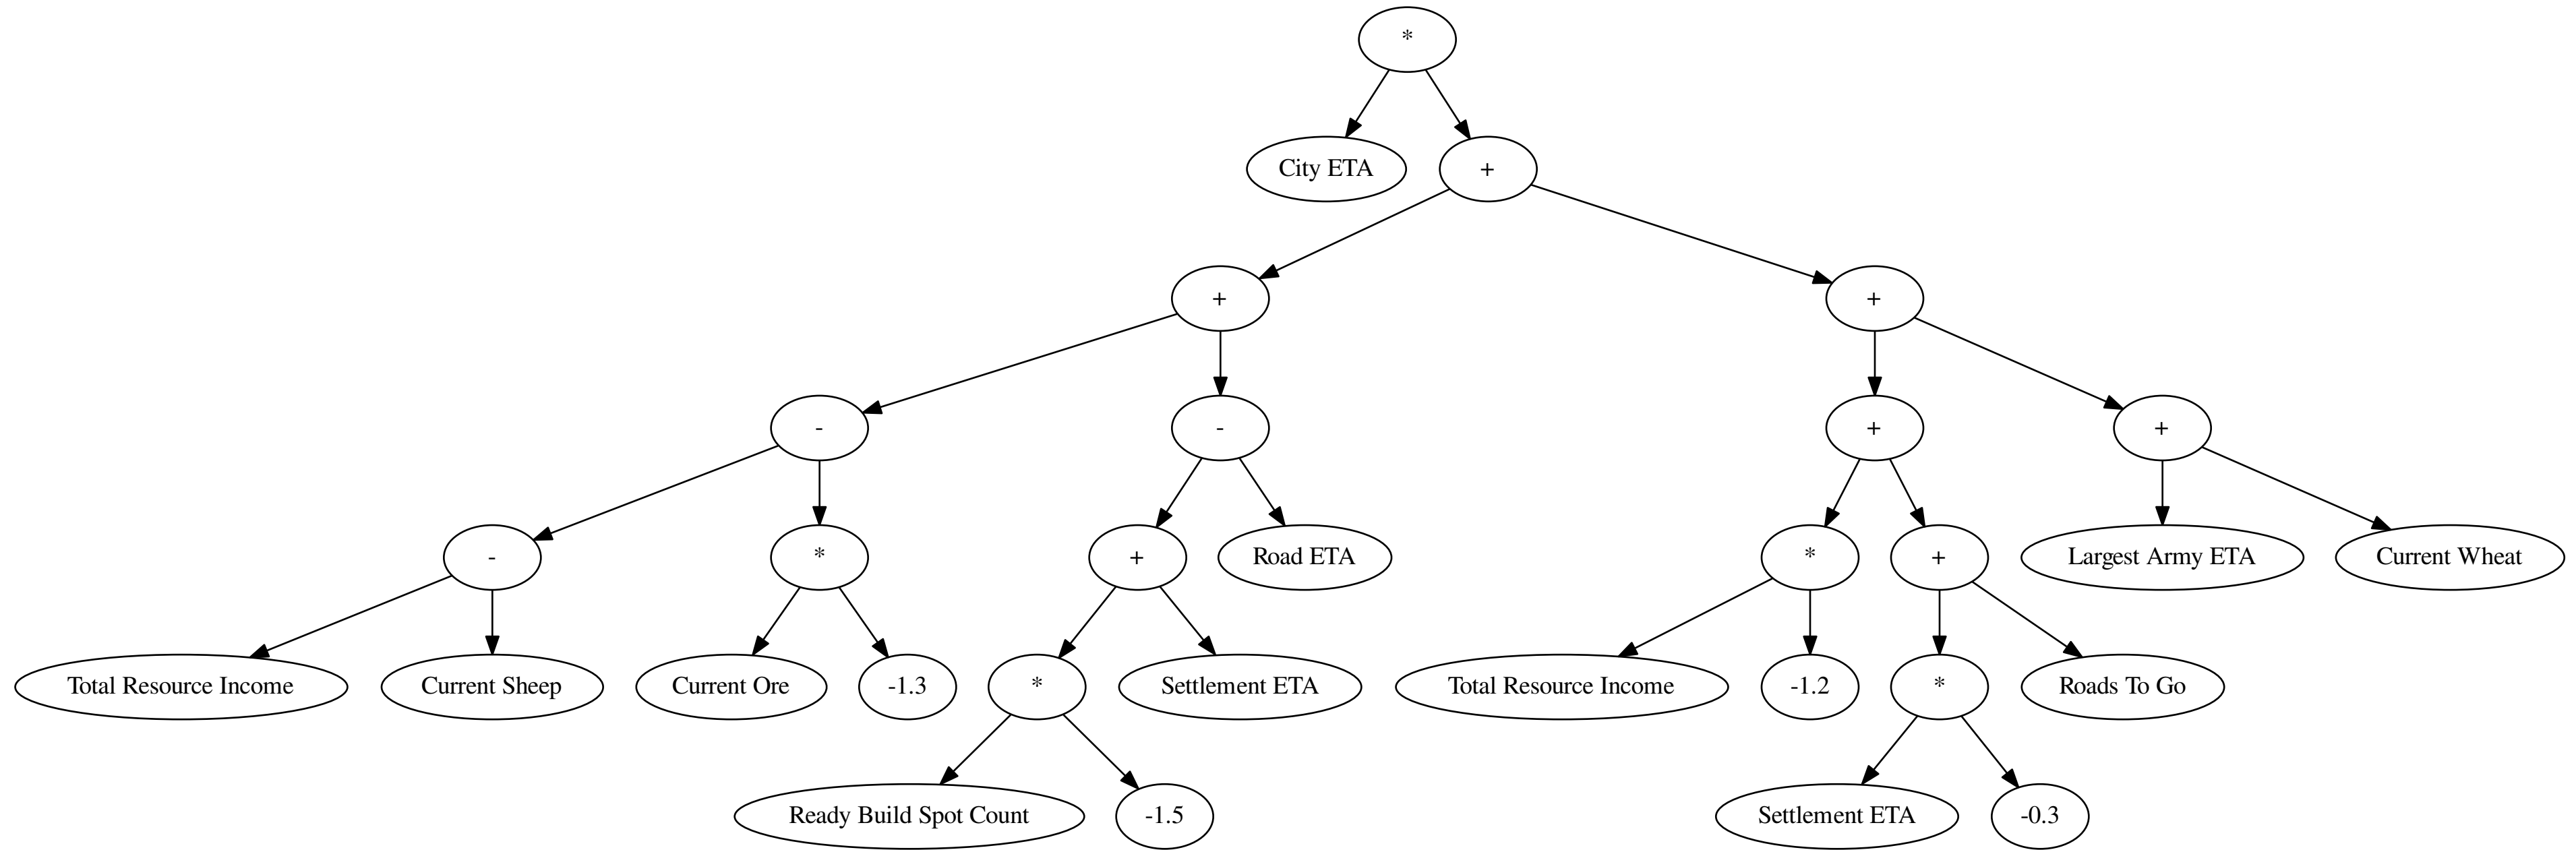 *
City ETA
+
+
+
-
-
+
+
-
*
+
Road ETA
*
+
Largest Army ETA
Current Wheat
Total Resource Income
Current Sheep
Current Ore
-1.3
*
Settlement ETA
Total Resource Income
-1.2
*
Roads To Go
Ready Build Spot Count
-1.5
Settlement ETA
-0.3